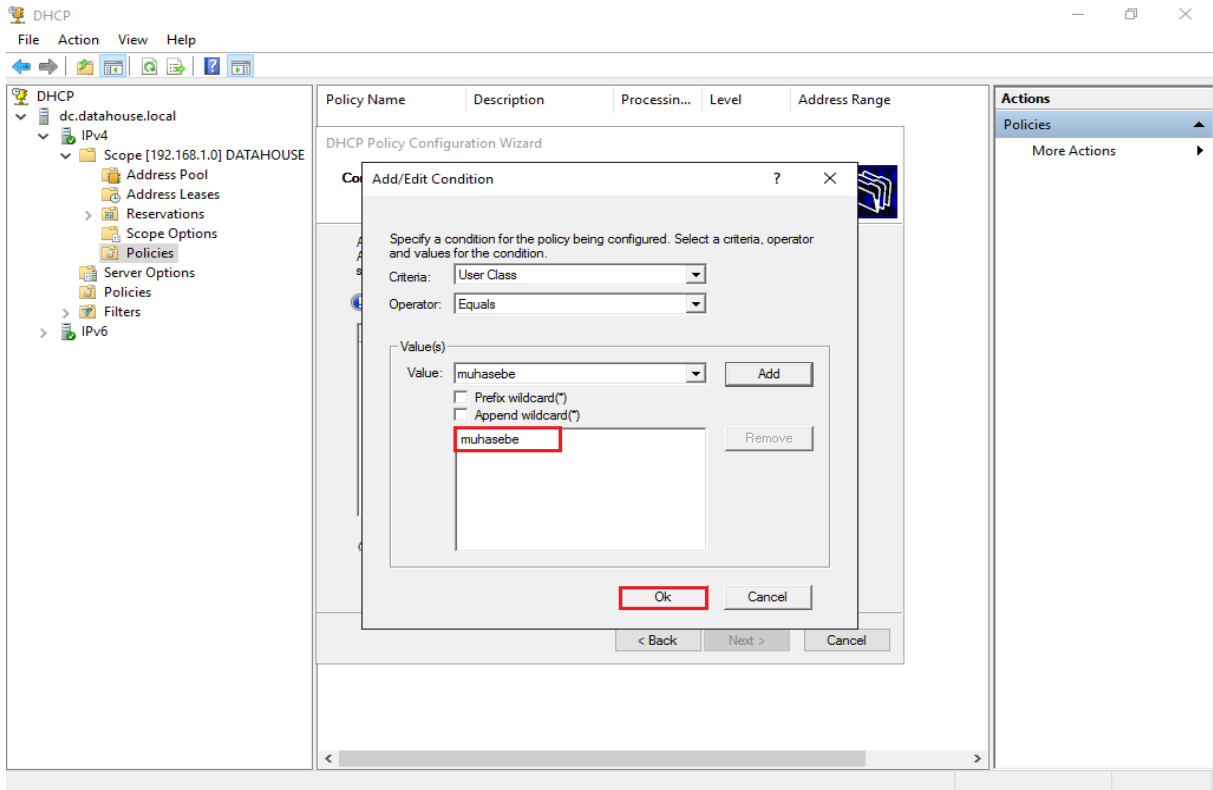 DHCP
File Action View Help
DHCP
dc.datahouse.local
IPv4
Scope [192.168.1.0] DATAHOUSE
Address Pool
Address Leases
Reservations
Scope Options
Policies
Server Options
Policies
Filters
IPv6
Policy Name Description Processin... Level Address Range
DHCP Policy Configuration Wizard
Add/Edit Condition ? ×
Specify a condition for the policy being configured. Select a criteria, operator
and values for the condition.
Criteria: User Class
Operator: Equals
Value(s)
Value: muhasebe Add
Prefix wildcard(*)
Append wildcard(*)
muhasebe Remove
Ok Cancel
< Back Next > Cancel
Actions
Policies
More Actions